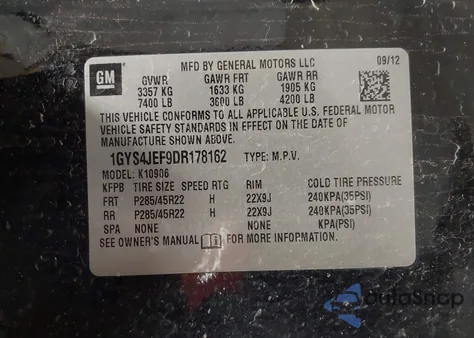 GM
MFD BY GENERAL MOTORS LLC 09/12
GVWR GAWR FRT GAWR RR
3357 KG 1633 KG 1905 KG
7400 LB 3600 LB 4200 LB
THIS VEHICLE CONFORMS TO ALL APPLICABLE U.S. FEDERAL MOTOR
VEHICLE SAFETY STANDARDS IN EFFECT ON THE DATE OF
MANUFACTURE SHOWN ABOVE.
1GYS4JEF9DR178162 TYPE: M.P.V.
MODEL: K10906
KFPB TIRE SIZE SPEED RTG RIM COLD TIRE PRESSURE
FRT P285/45R22 H 22X9J 240KPA(35PSI)
RR P285/45R22 H 22X9J 240KPA(35PSI)
SPA NONE NONE KPA(PSI)
SEE OWNER'S MANUAL FOR MORE INFORMATION.
AutoSnap